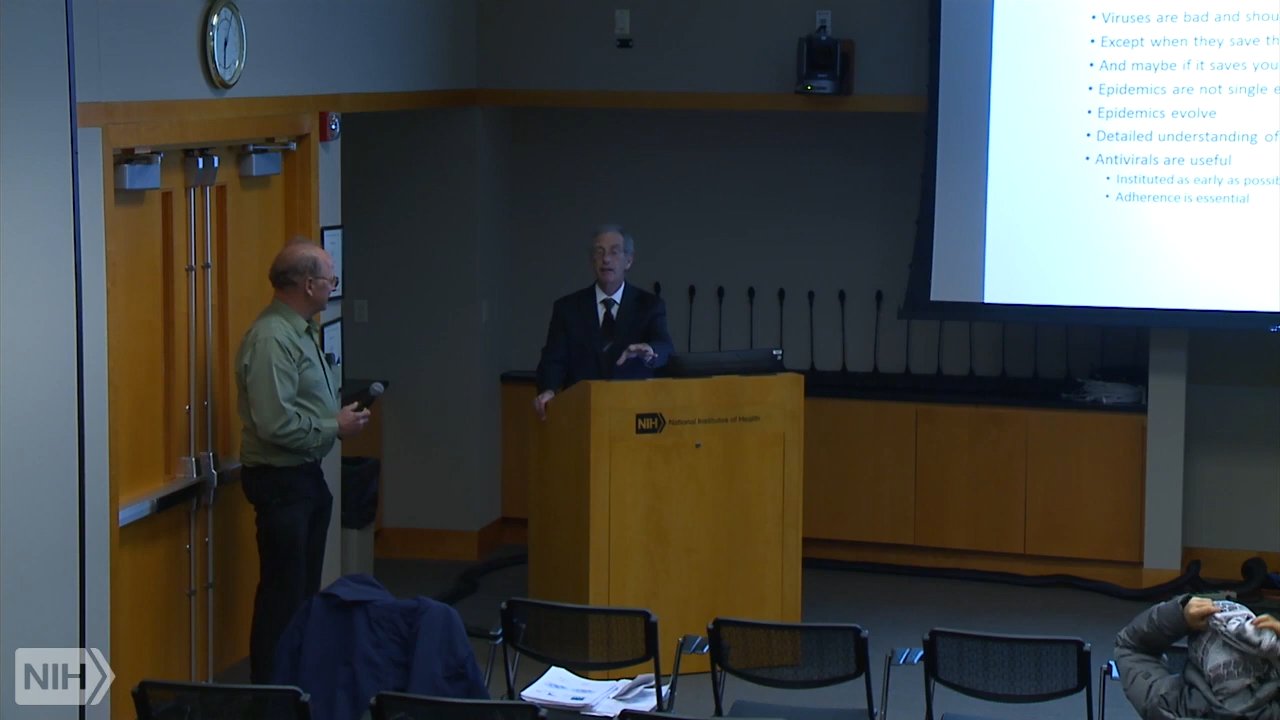 • Viruses are bad and shou
• Except when they save th
• And maybe if it saves you
• Epidemics are not single e
• Epidemics evolve
• Detailed understanding of
• Antivirals are useful
• Instituted as early as possib
• Adherence is essential
NIH National Institutes of Health
NIH